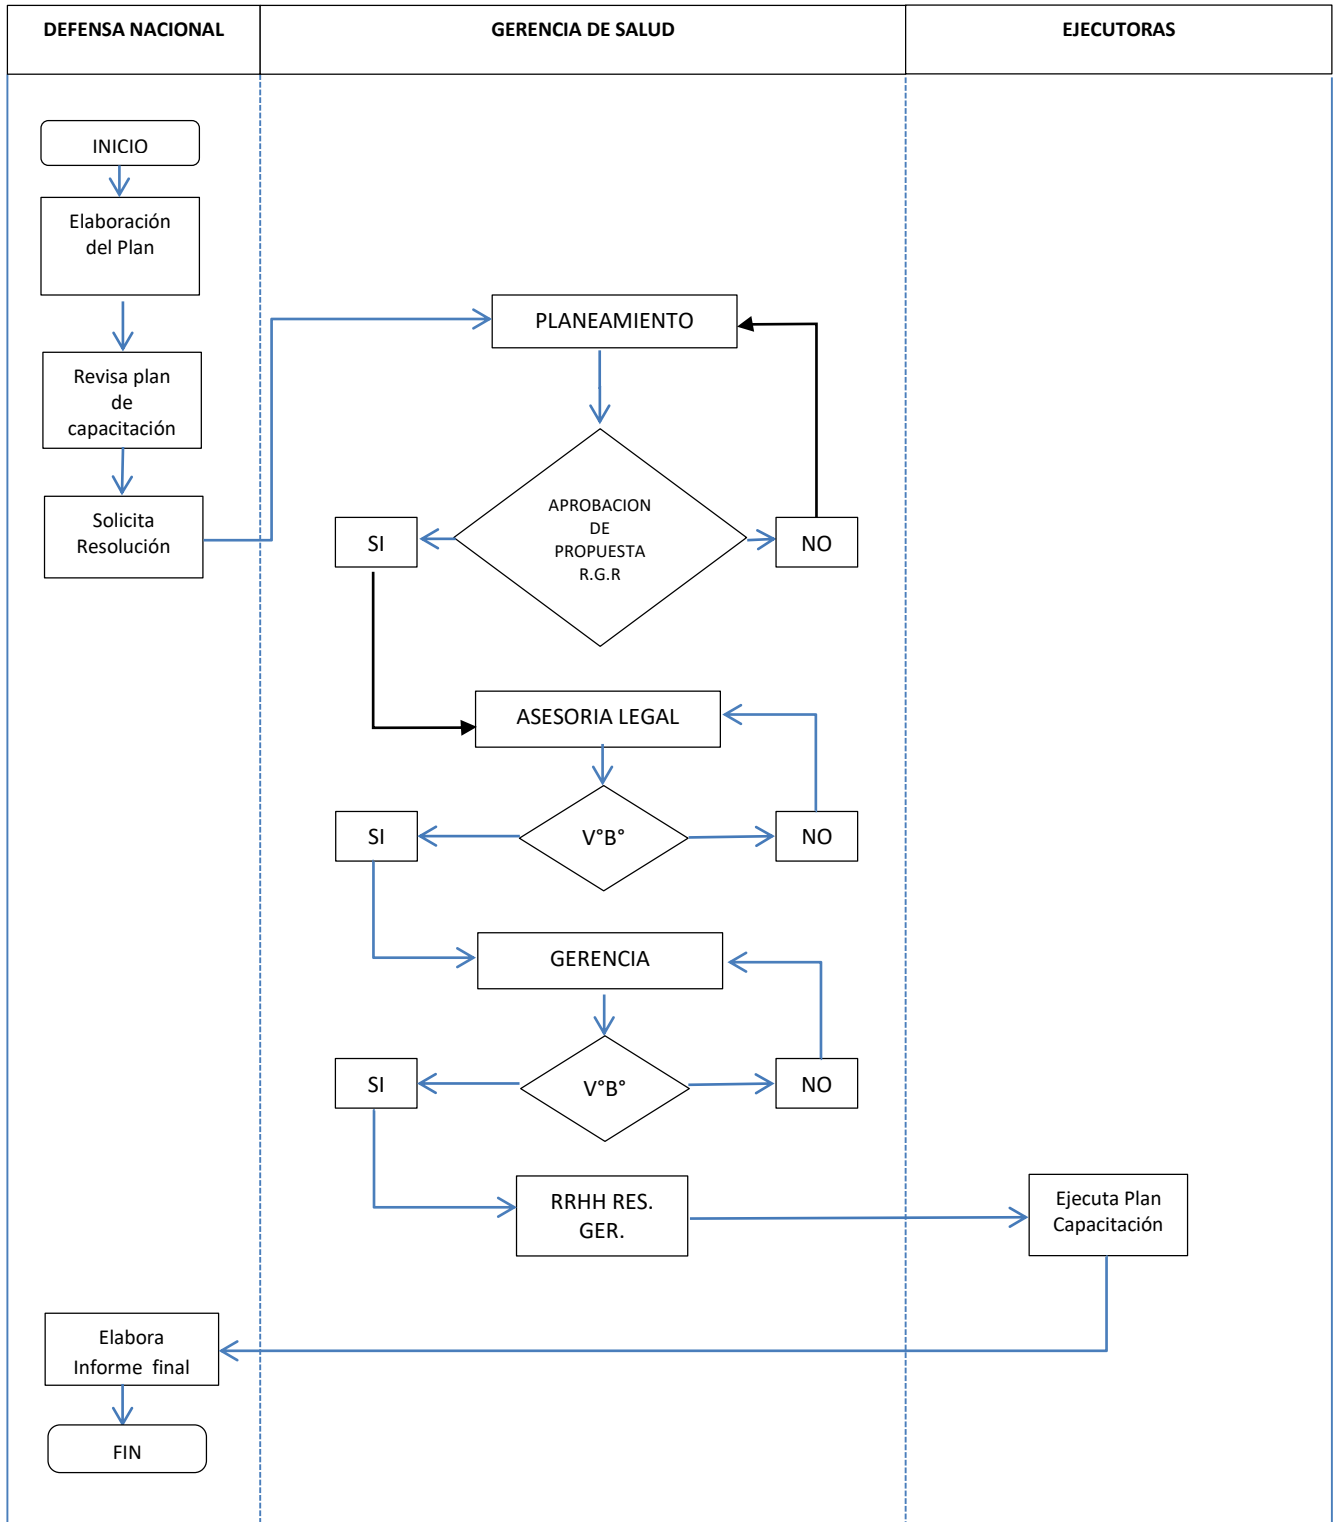 DEFENSA NACIONAL
GERENCIA DE SALUD
EJECUTORAS
INICIO
Elaboración
del Plan
Revisa plan
de
capacitación
Solicita
Resolución
PLANEAMIENTO
APROBACION
DE
PROPUESTA
R.G.R
SI
NO
ASESORIA LEGAL
SI
V°B°
NO
GERENCIA
SI
V°B°
NO
RRHH RES.
GER.
Ejecuta Plan
Capacitación
Elabora
Informe final
FIN